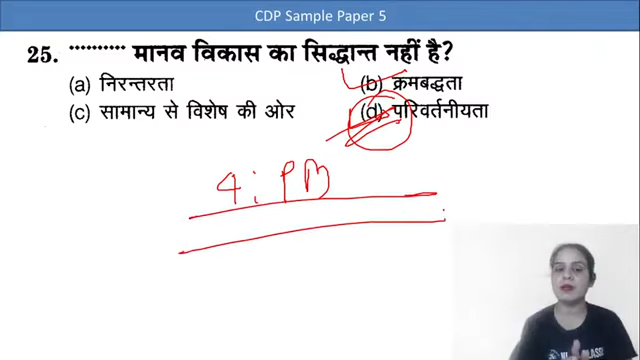 CDP Sample Paper 5
25. .......... मानव विकास का सिद्धान्त नहीं है?
(a) निरन्तरता (b) क्रमबद्धता
(c) सामान्य से विशेष की ओर (d) परिवर्तनीयता
4: PM